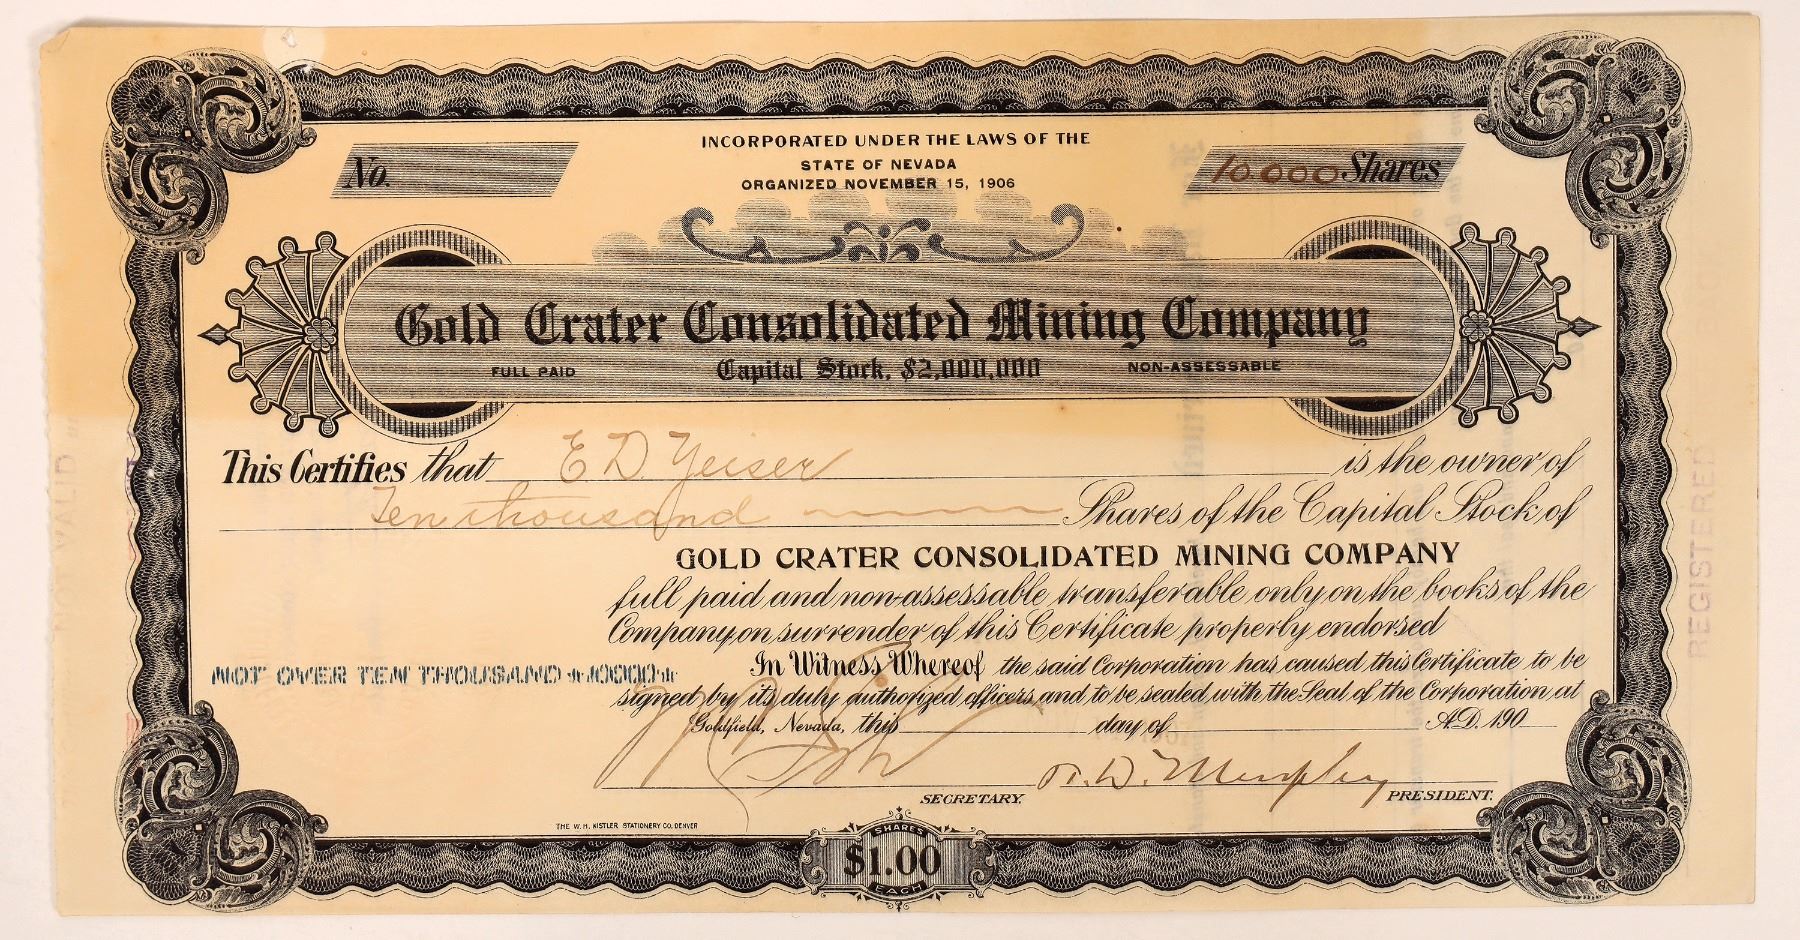 INCORPORATED UNDER THE LAWS OF THE
STATE OF NEVADA
ORGANIZED NOVEMBER 15, 1906
No.
10.000 Shares
Gold Crater Consolidated Mining Company
FULL PAID Capital Stock, $2,000,000 NON-ASSESSABLE
This Certifies that E D Yeiser is the owner of
Ten thousand Shares of the Capital Stock of
GOLD CRATER CONSOLIDATED MINING COMPANY
full paid and non-assessable transferable only on the books of the
Company on surrender of this Certificate properly endorsed
In Witness Whereof the said Corporation has caused this Certificate to be
NOT OVER TEN THOUSAND $10000$
signed by its duly authorized officers and to be sealed with the Seal of the Corporation at
Goldfield, Nevada, this day of A.D. 190
Murphy
SECRETARY. PRESIDENT.
THE W. H. KISTLER STATIONERY CO. DENVER
SHARES
$1.00
EACH
NOT VALID
REGISTERED